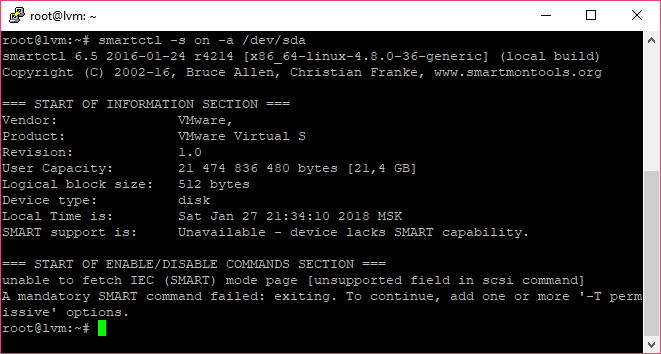 root@lvm: ~
root@lvm:~# smartctl -s on -a /dev/sda
smartctl 6.5 2016-01-24 r4214 [x86_64-linux-4.8.0-36-generic] (local build)
Copyright (C) 2002-16, Bruce Allen, Christian Franke, www.smartmontools.org
=== START OF INFORMATION SECTION ===
Vendor:               VMware,
Product:              VMware Virtual S
Revision:             1.0
User Capacity:        21 474 836 480 bytes [21,4 GB]
Logical block size:   512 bytes
Device type:          disk
Local Time is:        Sat Jan 27 21:34:10 2018 MSK
SMART support is:     Unavailable - device lacks SMART capability.
=== START OF ENABLE/DISABLE COMMANDS SECTION ===
unable to fetch IEC (SMART) mode page [unsupported field in scsi command]
A mandatory SMART command failed: exiting. To continue, add one or more '-T perm
issive' options.
root@lvm:~#